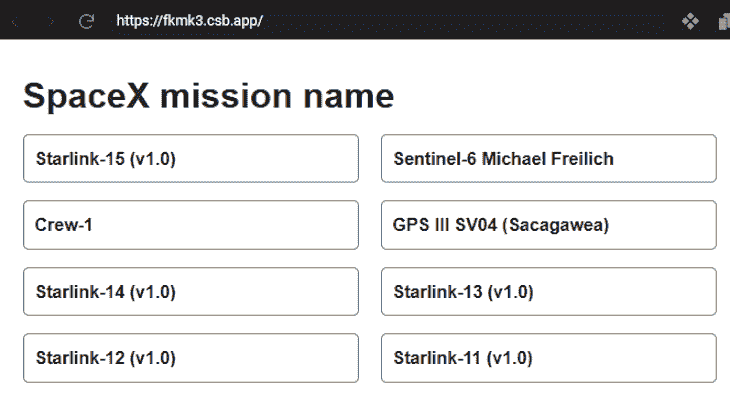 https://fkmk3.csb.app/
SpaceX mission name
Starlink-15 (v1.0)
Sentinel-6 Michael Freilich
Crew-1
GPS III SV04 (Sacagawea)
Starlink-14 (v1.0)
Starlink-13 (v1.0)
Starlink-12 (v1.0)
Starlink-11 (v1.0)